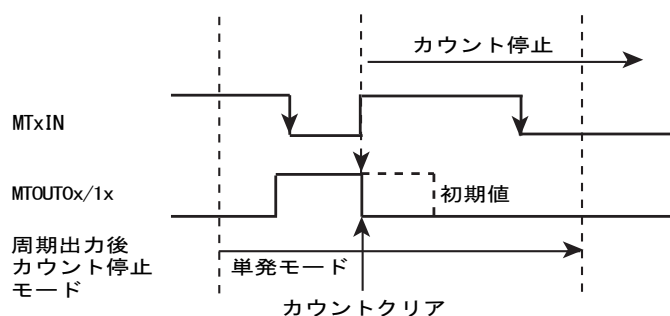 カウント停止
MTxIN
MTOUT0x/1x
初期値
周期出力後
カウント停止
モード
単発モード
カウントクリア